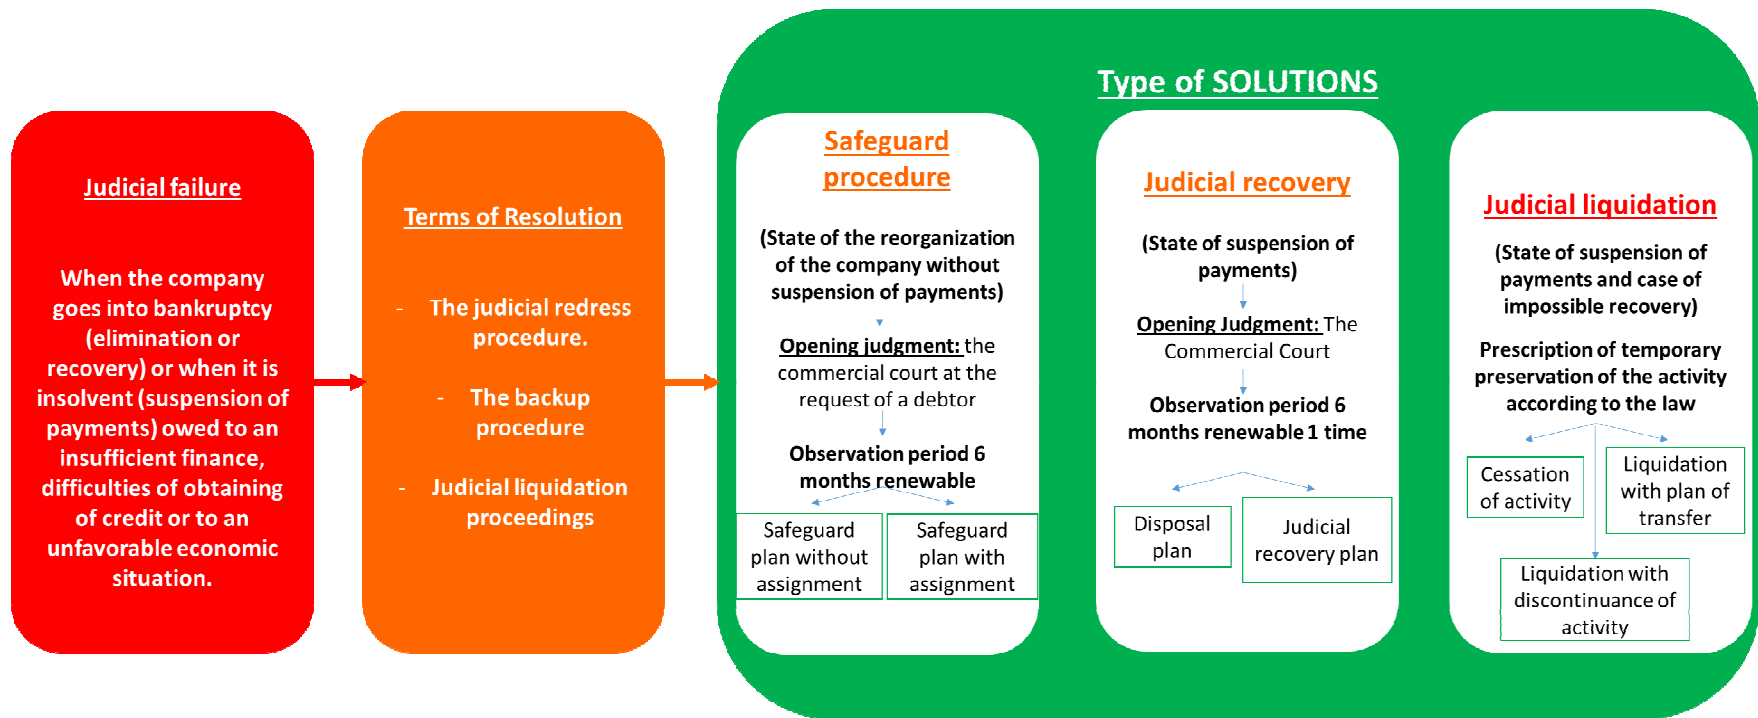 Type of SOLUTIONS
Judicial failure
When the company
goes into bankruptcy
(elimination or
recovery) or when it is
insolvent (suspension of
payments) owed to an
insufficient finance,
difficulties of obtaining
of credit or to an
unfavorable economic
situation.
Terms of Resolution
- The judicial redress
procedure.
- The backup
procedure
- Judicial liquidation
proceedings
Safeguard
procedure
(State of the reorganization
of the company without
suspension of payments)
Opening judgment: the
commercial court at the
request of a debtor
Observation period 6
months renewable
Safeguard
plan without
assignment
Safeguard
plan with
assignment
Judicial recovery
(State of suspension of
payments)
Opening Judgment: The
Commercial Court
Observation period 6
months renewable 1 time
Disposal
plan
Judicial
recovery plan
Judicial liquidation
(State of suspension of
payments and case of
impossible recovery)
Prescription of temporary
preservation of the activity
according to the law
Cessation
of activity
Liquidation
with plan of
transfer
Liquidation with
discontinuance of
activity